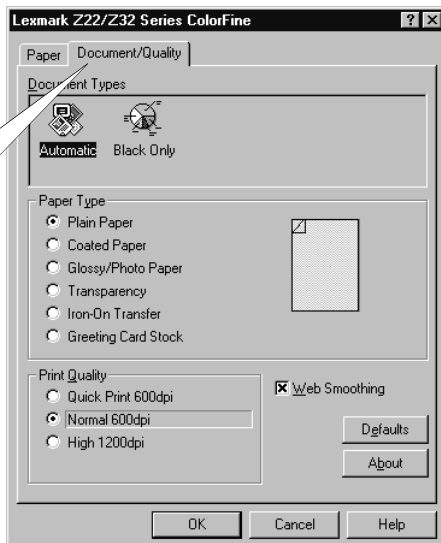 Lexmark Z22/Z32 Series ColorFine
Paper
Document/Quality
Document Types
Automatic
Black Only
Paper Type
Plain Paper
Coated Paper
Glossy/Photo Paper
Transparency
Iron-On Transfer
Greeting Card Stock
Print Quality
Quick Print 600dpi
Normal 600dpi
High 1200dpi
Web Smoothing
Defaults
About
OK
Cancel
Help